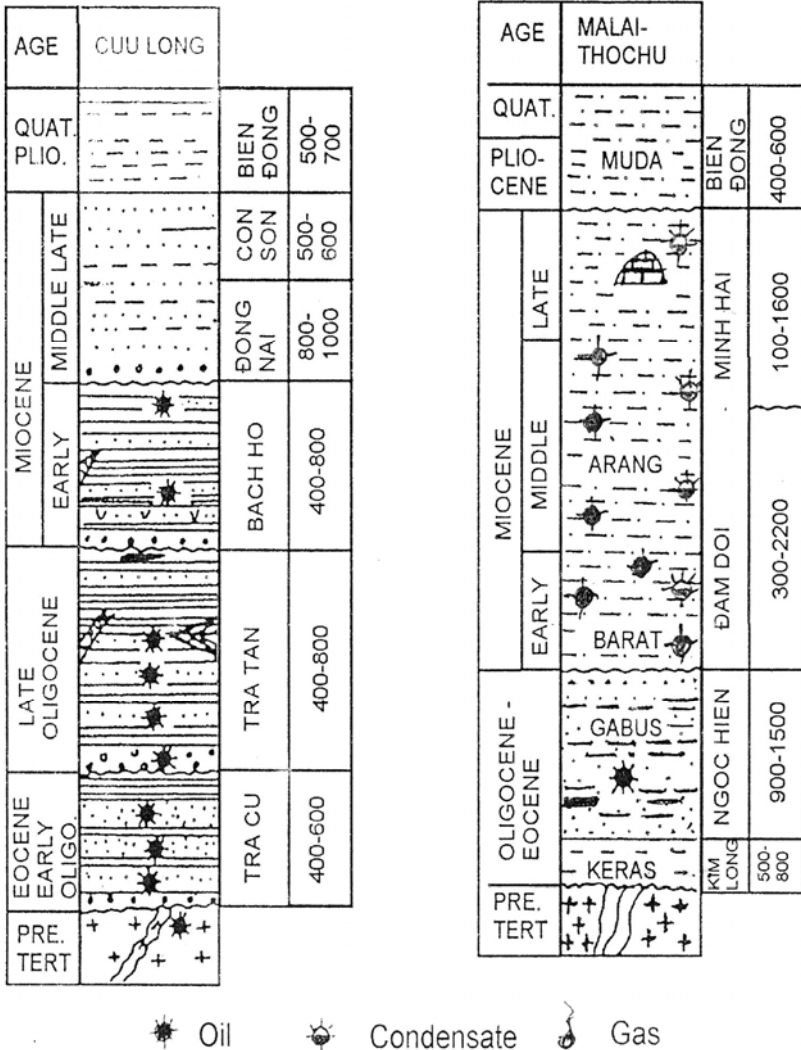 AGE
CUU LONG
QUAT.
PLIO.
BIEN
ĐONG
500-
700
MIOCENE
MIDDLE LATE
CON
SON
500-
600
ĐONG
NAI
800-
1000
EARLY
BACH HO
400-800
LATE
OLIGOCENE
TRA TAN
400-800
EOCENE
EARLY
OLIGO.
TRA CU
400-600
PRE.
TERT
AGE
MALAI-
THOCHU
QUAT.
PLIO-
CENE
MUDA
BIEN
ĐONG
400-600
MIOCENE
LATE
MINH HAI
100-1600
MIDDLE
ARANG
ĐAM DOI
300-2200
EARLY
BARAT
OLIGOCENE -
EOCENE
GABUS
NGOC HIEN
900-1500
KERAS
KIM
LONG
500-
800
PRE.
TERT
Oil
Condensate
Gas